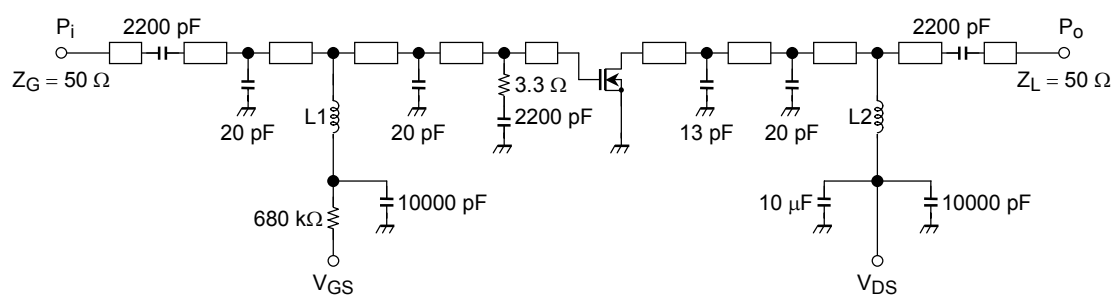 Pi
2200 pF
2200 pF
Po
ZG = 50 Ω
ZL = 50 Ω
3.3 Ω
L1
L2
20 pF
20 pF
2200 pF
13 pF
20 pF
10000 pF
10 μF
10000 pF
680 kΩ
VGS
VDS